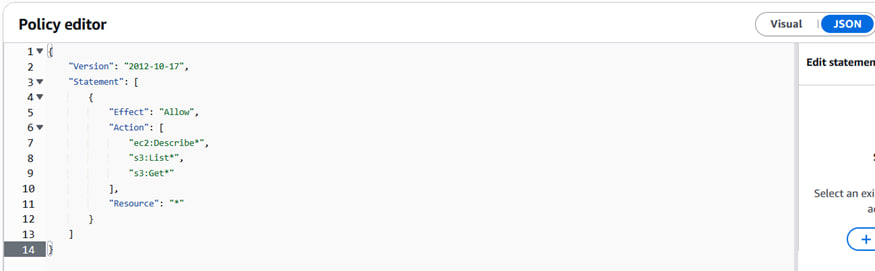 Policy editor
Visual
JSON
1 {
2 "Version": "2012-10-17",
3 "Statement": [
4 {
5 "Effect": "Allow",
6 "Action": [
7 "ec2:Describe*",
8 "s3:List*",
9 "s3:Get*"
10 ],
11 "Resource": "*"
12 }
13 ]
14 }
Edit statemen
Select an exi